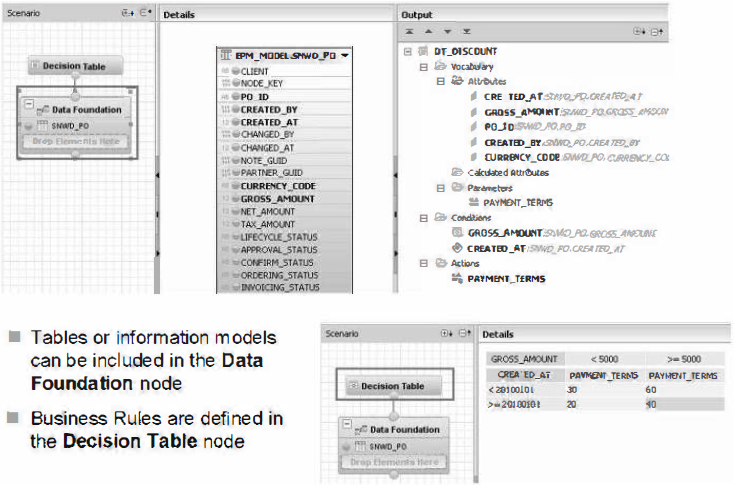 Scenario
Decision Table
Data Foundation
SNWD_PO
Drop Elements Here
Details
EPM_MODEL:SNWD_PO
CLIENT
NODE_KEY
PO_ID
CREATED_BY
CREATED_AT
CHANGED_BY
CHANGED_AT
NOTE_GUID
PARTNER_GUID
CURRENCY_CODE
GROSS_AMOUNT
NET_AMOUNT
TAX_AMOUNT
LIFECYCLE_STATUS
APPROVAL_STATUS
CONFIRM_STATUS
ORDERING_STATUS
INVOICING_STATUS
Output
DT_DISCOUNT
Vocabulary
Attributes
CREATED_AT:SNWD_PO.CREATED_AT
GROSS_AMOUNT:SNWD_PO.GROSS_AMOUN
PO_ID:SNWD_PO.PO_ID
CREATED_BY:SNWD_PO.CREATED_BY
CURRENCY_CODE:SNWD_PO.CURRENCY_COD
Calculated Attributes
Parameters
PAYMENT_TERMS
Conditions
GROSS_AMOUNT:SNWD_PO.GROSS_AMOUNT
CREATED_AT:SNWD_PO.CREATED_AT
Actions
PAYMENT_TERMS
Tables or information models
can be included in the Data
Foundation node
Business Rules are defined in
the Decision Table node
Scenario
Decision Table
Data Foundation
SNWD_PO
Drop Elements Here
Details
GROSS_AMOUNT < 5000 >= 5000
CREATED_AT PAYMENT_TERMS PAYMENT_TERMS
<20100101 30 60
>=20100101 20 40